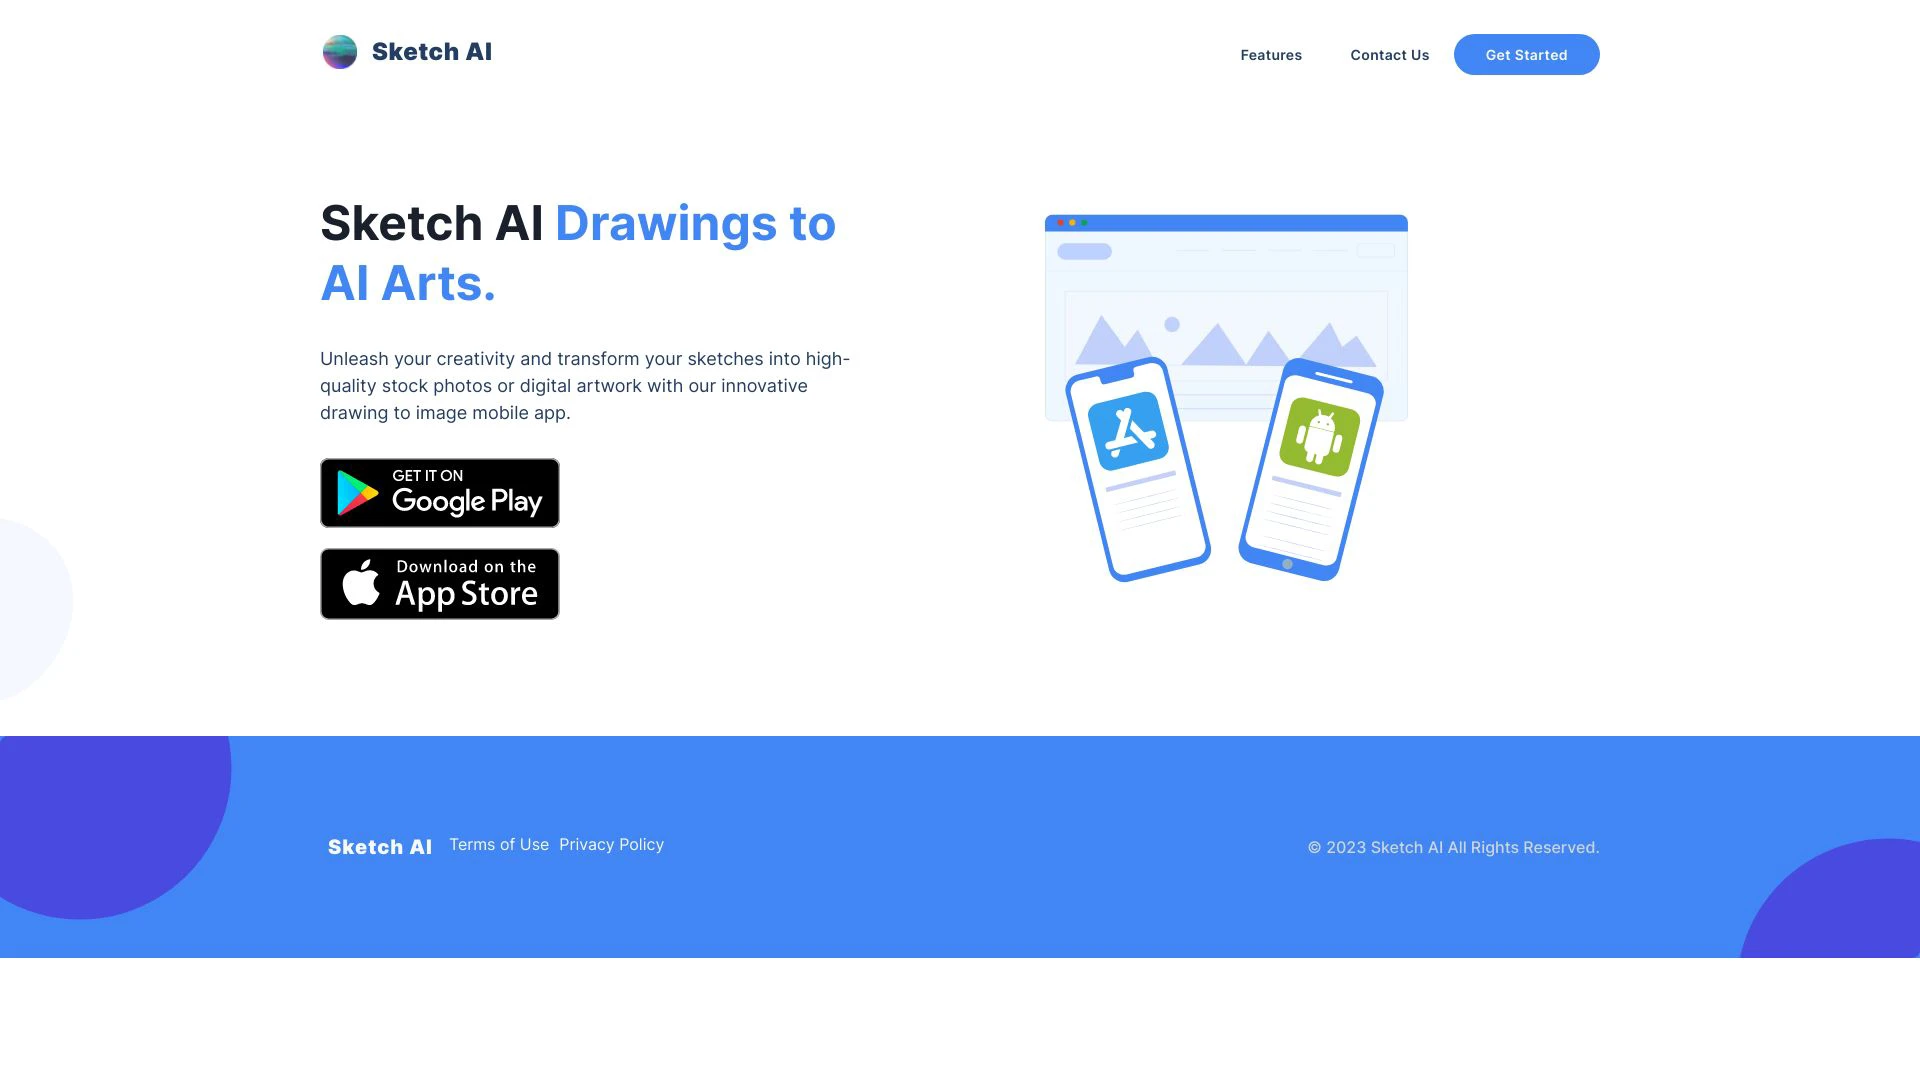 Sketch AI
Features
Contact Us
Get Started
Sketch AI Drawings to
AI Arts.
Unleash your creativity and transform your sketches into high-
quality stock photos or digital artwork with our innovative
drawing to image mobile app.
GET IT ON
Google Play
Download on the
App Store
Sketch AI
Terms of Use
Privacy Policy
© 2023 Sketch AI All Rights Reserved.